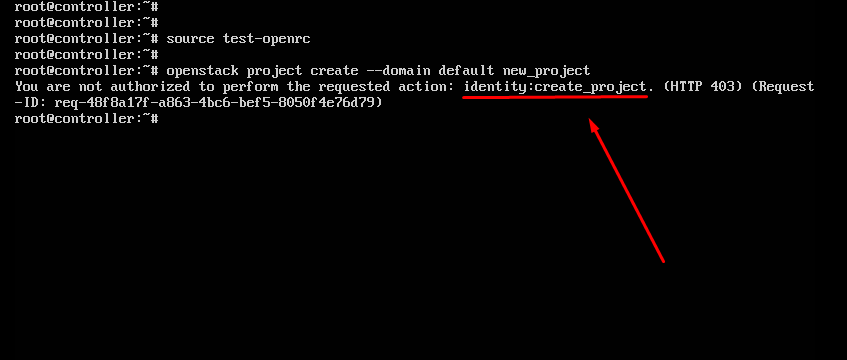 root@controller:~#
root@controller:~#
root@controller:~# source test-openrc
root@controller:~#
root@controller:~# openstack project create --domain default new_project
You are not authorized to perform the requested action: identity:create_project. (HTTP 403) (Request
-ID: req-48f8a17f-a863-4bc6-bef5-8050f4e76d79)
root@controller:~#